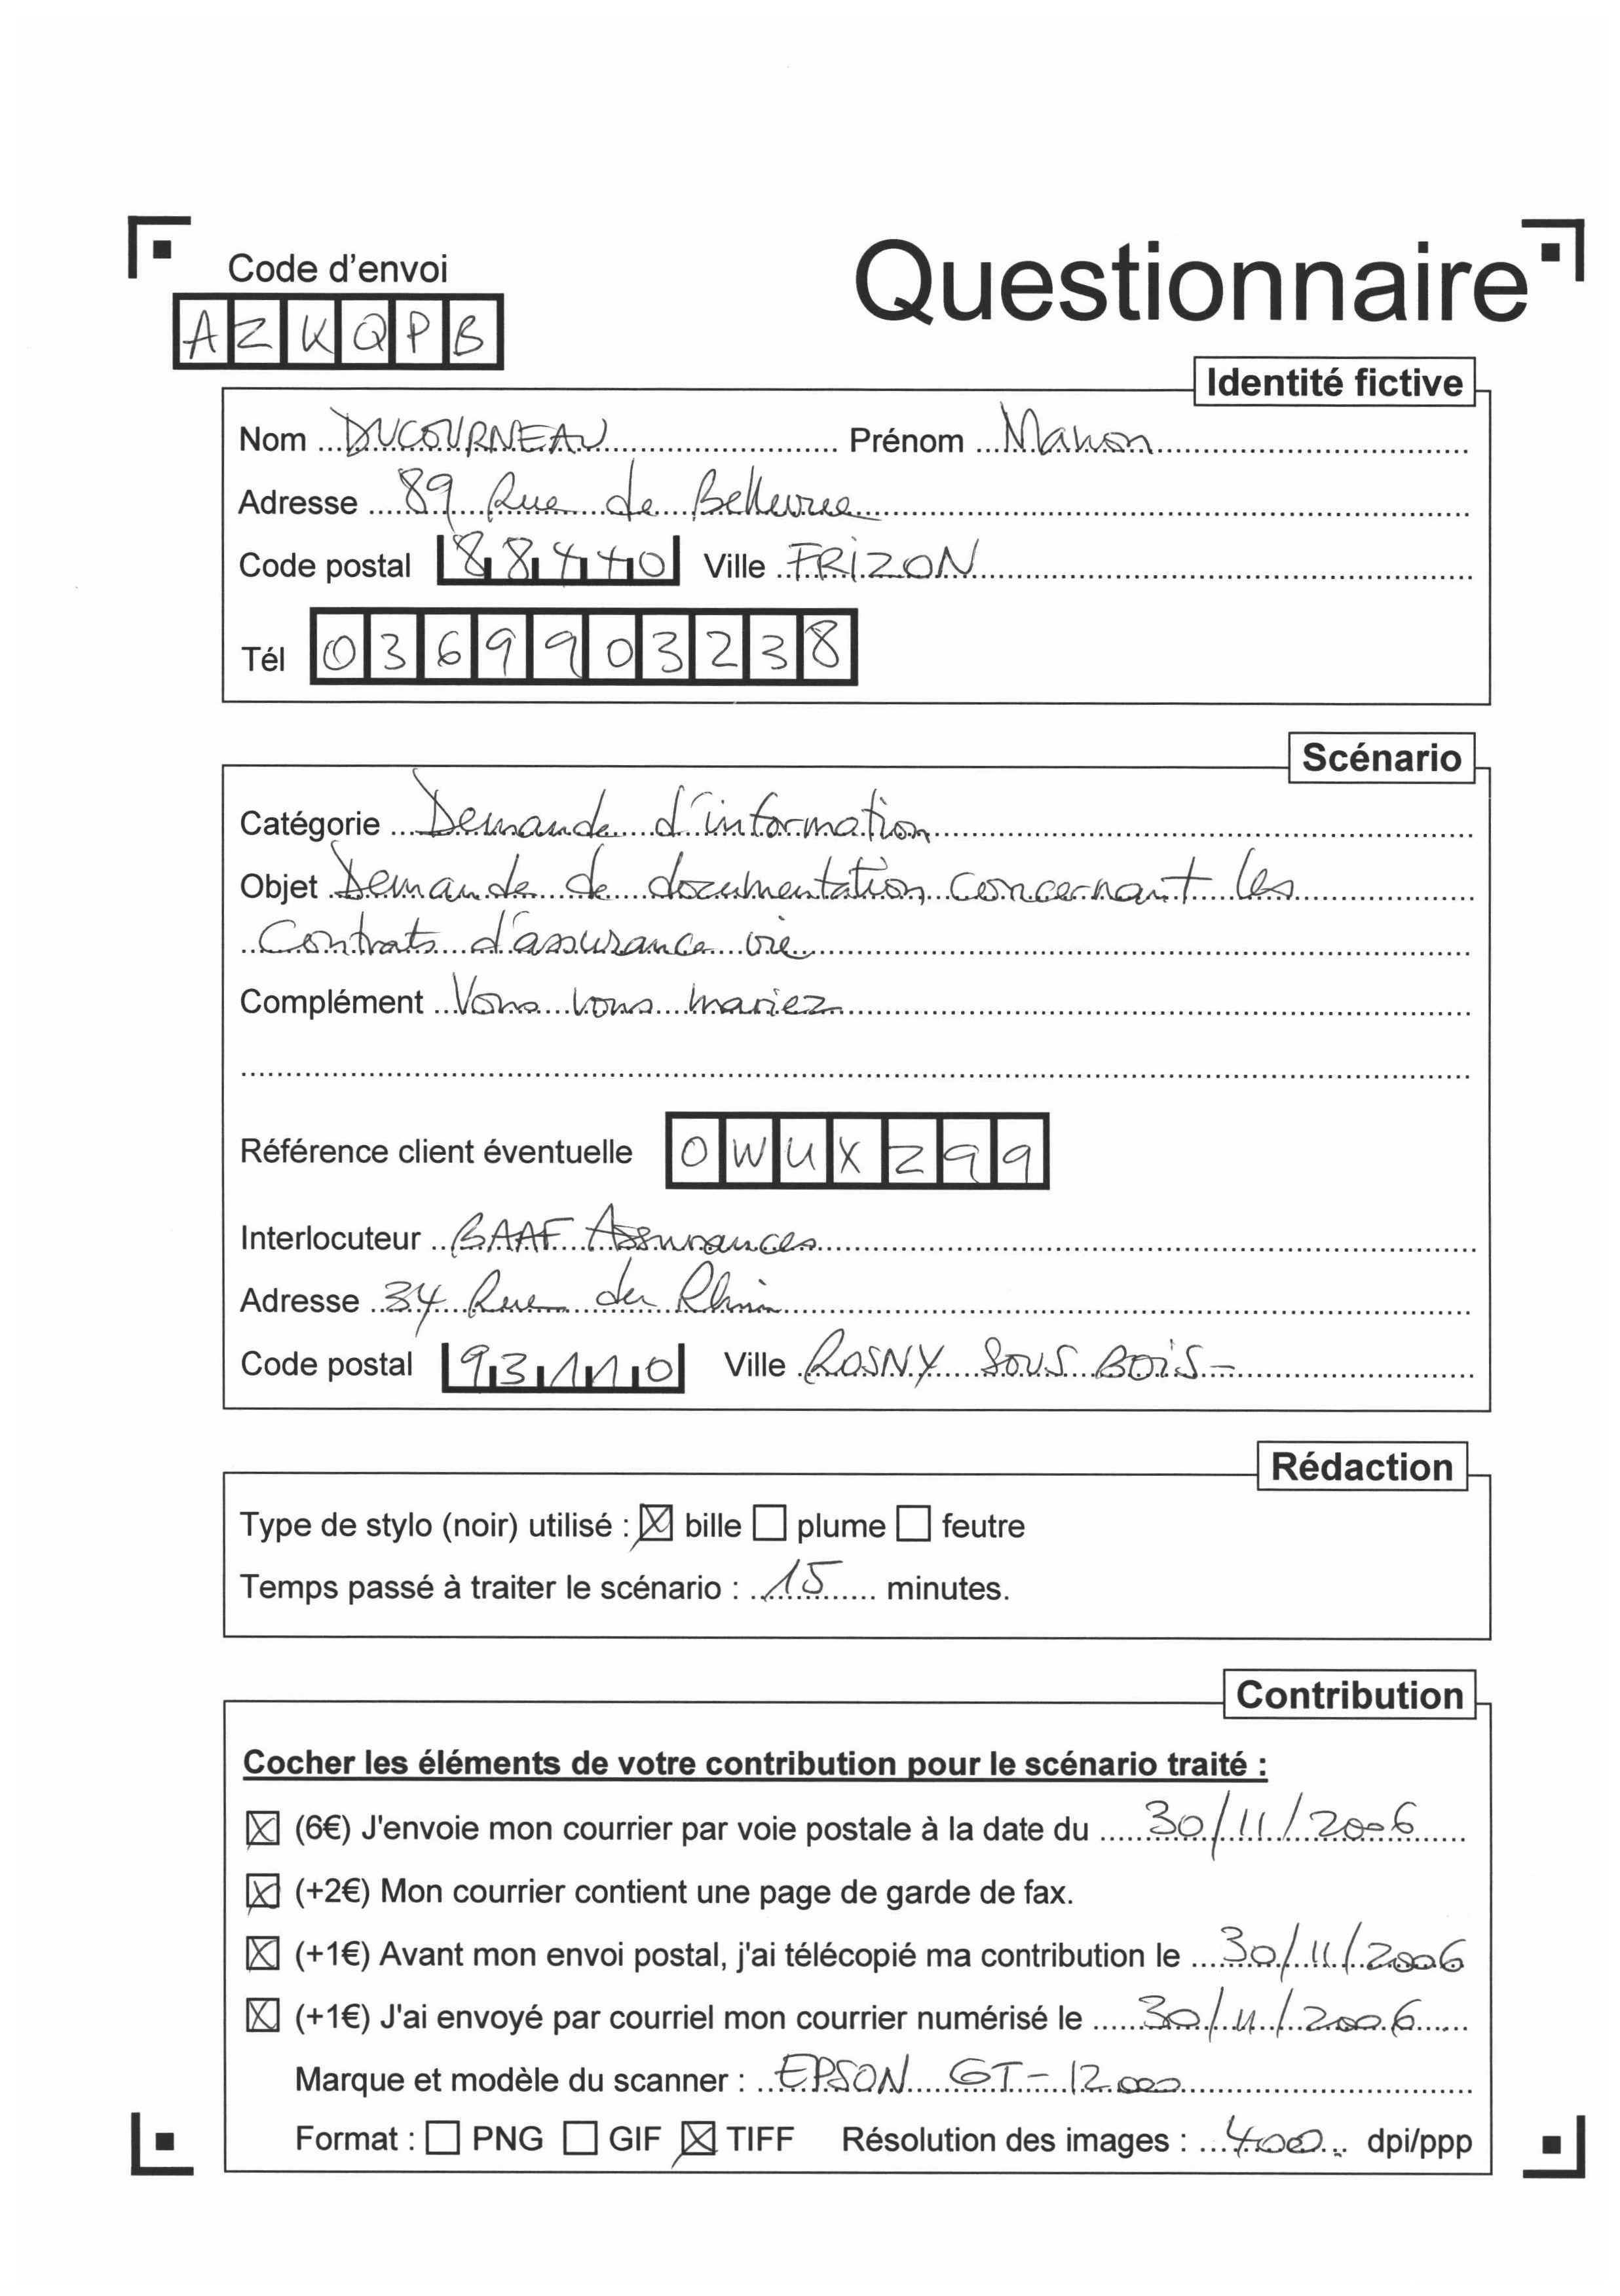 Code d'envoi
Questionnaire
AZKQPB
Identité fictive
Nom DUCOURNEAU Prénom Manon
Adresse 89 Rue de Bellevue
Code postal 88440 Ville FRIZON
Tél 0369903238
Scénario
Catégorie Demande d'information
Objet Demande de documentation concernant les
Contrats d'assurance vie
Complément Vous vous mariez
Référence client éventuelle OWUXZ99
Interlocuteur BAAF Assurances
Adresse 34 Rue du Rhin
Code postal 93110 Ville ROSNY SOUS BOIS-
Rédaction
Type de stylo (noir) utilisé : ☒ bille ☐ plume ☐ feutre
Temps passé à traiter le scénario : 15 minutes.
Contribution
Cocher les éléments de votre contribution pour le scénario traité :
☒ (6€) J'envoie mon courrier par voie postale à la date du 30/11/2006
☒ (+2€) Mon courrier contient une page de garde de fax.
☒ (+1€) Avant mon envoi postal, j'ai télécopié ma contribution le 30/11/2006
☒ (+1€) J'ai envoyé par courriel mon courrier numérisé le 30/11/2006
Marque et modèle du scanner : EPSON GT-12000
Format : ☐ PNG ☐ GIF ☒ TIFF Résolution des images : 400 dpi/ppp